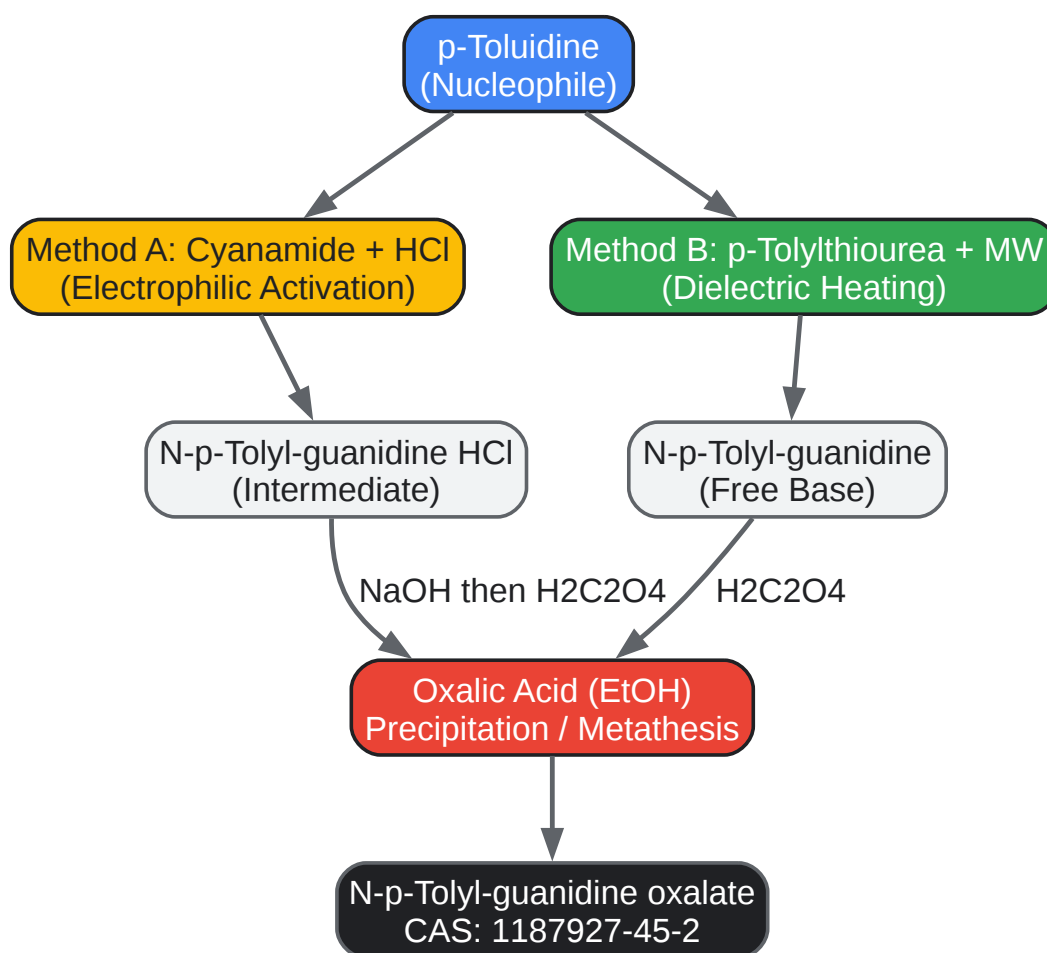 p-Toluidine
(Nucleophile)
Method A: Cyanamide + HCl
(Electrophilic Activation)
Method B: p-Tolylthiourea + MW
(Dielectric Heating)
N-p-Tolyl-guanidine HCl
(Intermediate)
N-p-Tolyl-guanidine
(Free Base)
NaOH then H2C2O4
H2C2O4
Oxalic Acid (EtOH)
Precipitation / Metathesis
N-p-Tolyl-guanidine oxalate
CAS: 1187927-45-2